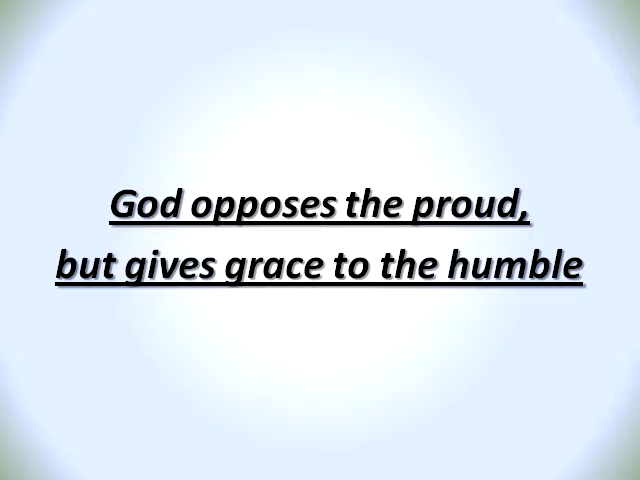 God opposes the proud,
but gives grace to the humble